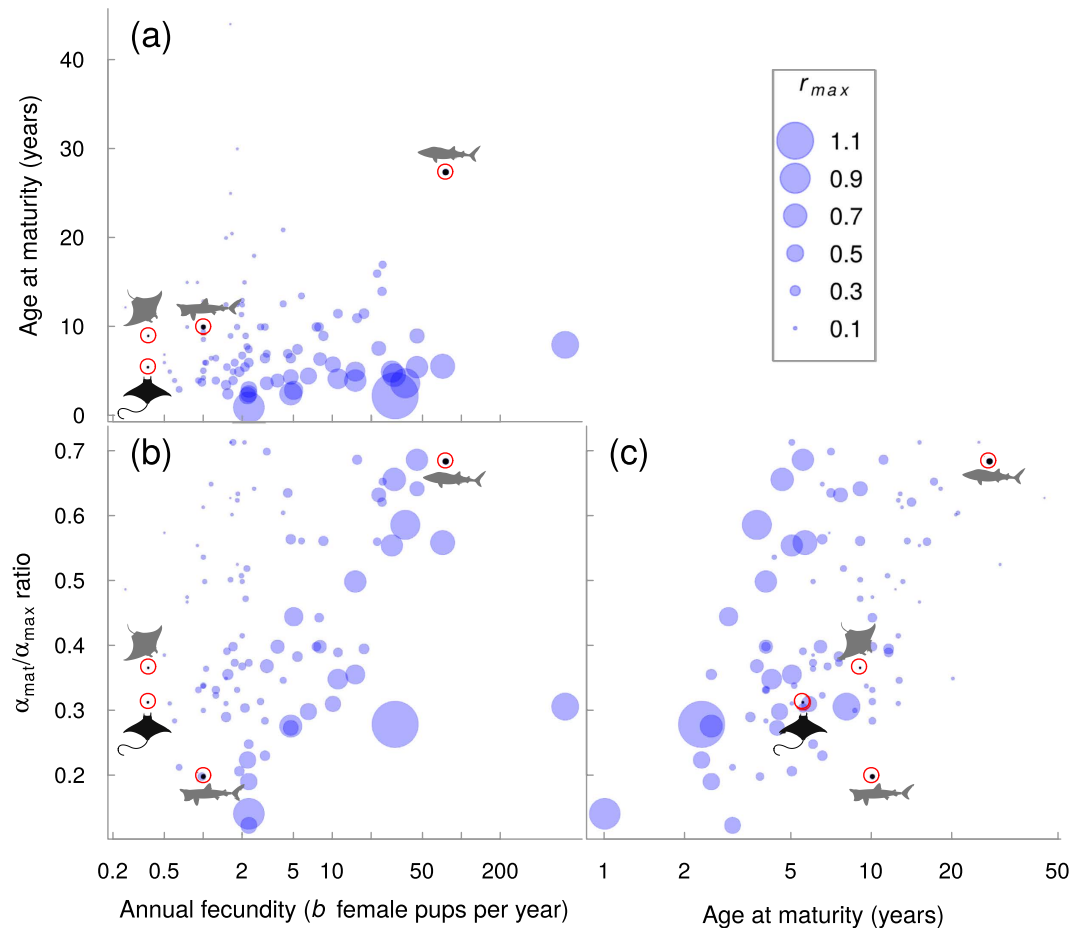 (a)
Age at maturity (years)
40
30
20
10
0
r max
1.1
0.9
0.7
0.5
0.3
0.1
(b)
αmat/αmax ratio
0.7
0.6
0.5
0.4
0.3
0.2
0.2 0.5 1 2 5 10 20 50 200
Annual fecundity (b female pups per year)
(c)
1 2 5 10 20 50
Age at maturity (years)